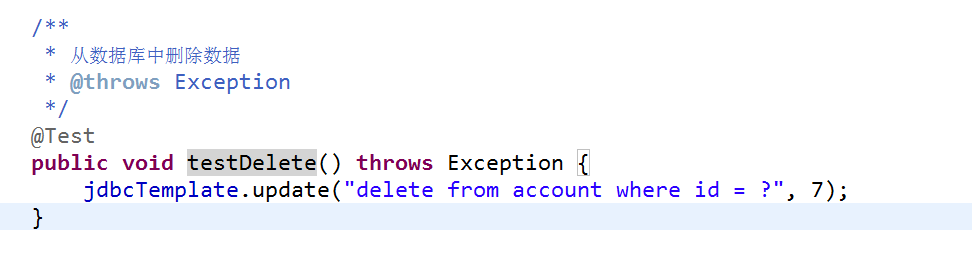 /**
 * 从数据库中删除数据
 * @throws Exception
 */
@Test
public void testDelete() throws Exception {
    jdbcTemplate.update("delete from account where id = ?", 7);
}